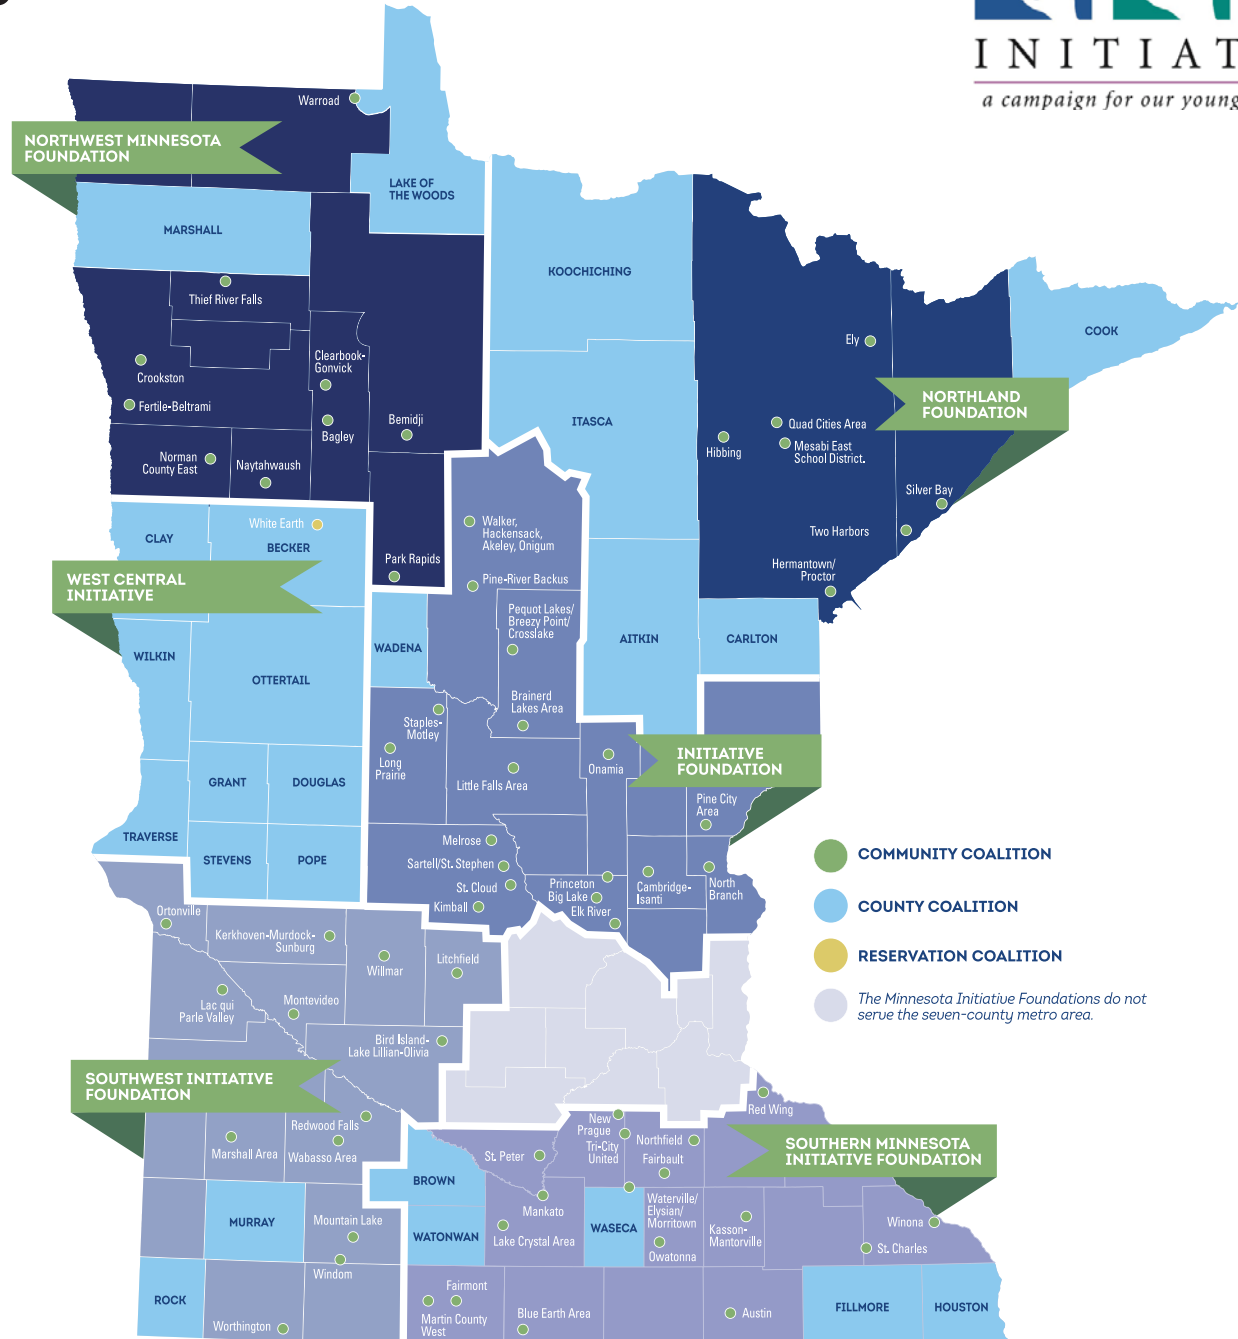 INITIAT
a campaign for our young
Warroad
NORTHWEST MINNESOTA
FOUNDATION
LAKE OF
THE WOODS
MARSHALL
KOOCHICHING
Thief River Falls
COOK
Ely
Clearbook-
Gonvick
Crookston
NORTHLAND
FOUNDATION
Fertile-Beltrami
Bemidji
ITASCA
Quad Cities Area
Bagley
Hibbing
Mesabi East
School District.
Norman
County East
Naytahwaush
Silver Bay
White Earth
Walker,
Hackensack,
Akeley, Onigum
Two Harbors
CLAY
BECKER
Park Rapids
Hermantown/
Proctor
WEST CENTRAL
INITIATIVE
Pine-River Backus
Pequot Lakes/
Breezy Point/
Crosslake
WADENA
AITKIN
CARLTON
WILKIN
OTTERTAIL
Brainerd
Lakes Area
Staples-
Motley
INITIATIVE
FOUNDATION
Long
Prairie
Onamia
GRANT
DOUGLAS
Little Falls Area
Pine City
Area
TRAVERSE
Melrose
STEVENS
POPE
Sartell/St. Stephen
COMMUNITY COALITION
St. Cloud
Princeton
Big Lake
Cambridge-
Isanti
North
Branch
Kimball
Elk River
COUNTY COALITION
Ortonville
Kerkhoven-Murdock-
Sunburg
Willmar
Litchfield
RESERVATION COALITION
Lac qui
Parle Valley
Montevideo
The Minnesota Initiative Foundations do not
serve the seven-county metro area.
Bird Island-
Lake Lillian-Olivia
SOUTHWEST INITIATIVE
FOUNDATION
Red Wing
Redwood Falls
New
Prague
Tri-City
United
Northfield
SOUTHERN MINNESOTA
INITIATIVE FOUNDATION
Marshall Area
Wabasso Area
St. Peter
Fairbault
BROWN
Waterville/
Elysian/
Morritown
Mankato
MURRAY
Mountain Lake
WATONWAN
Lake Crystal Area
WASECA
Kasson-
Mantorville
Winona
Owatonna
St. Charles
Windom
Fairmont
ROCK
Worthington
Martin County
West
Blue Earth Area
Austin
FILLMORE
HOUSTON